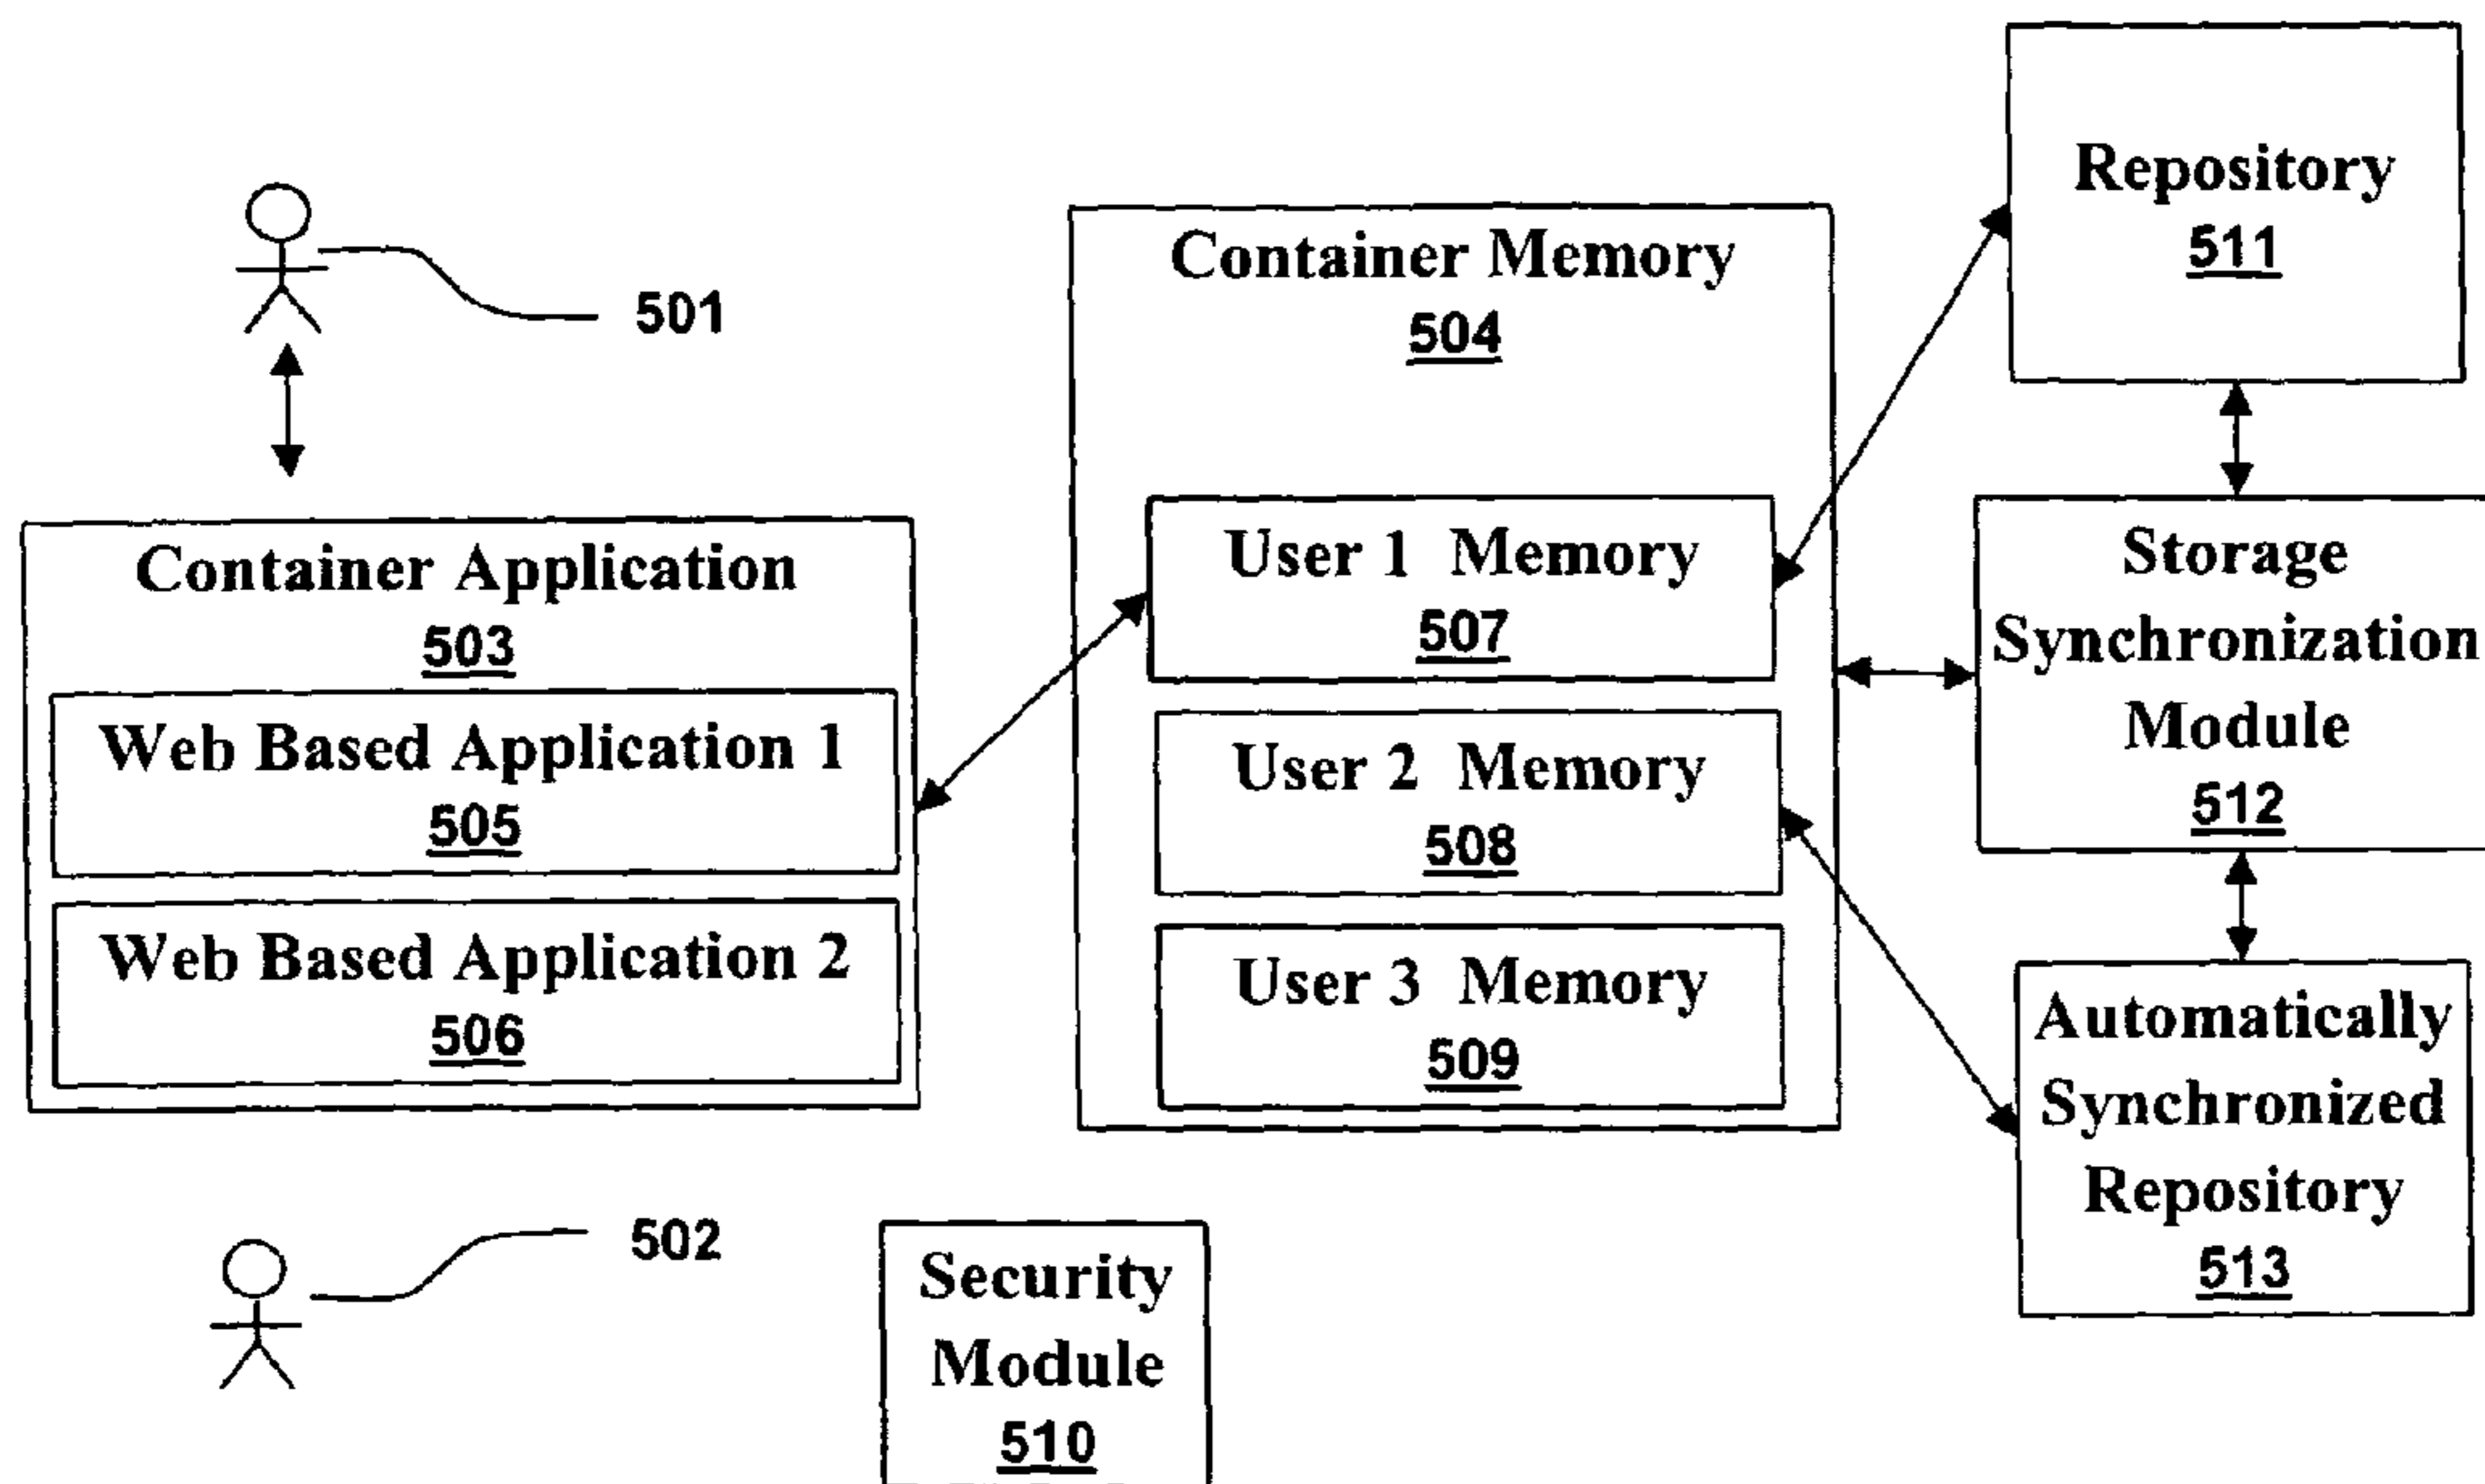 501
Container Application
503
Web Based Application 1
505
Web Based Application 2
506
502
Container Memory
504
User 1 Memory
507
User 2 Memory
508
User 3 Memory
509
Security
Module
510
Repository
511
Storage
Synchronization
Module
512
Automatically
Synchronized
Repository
513